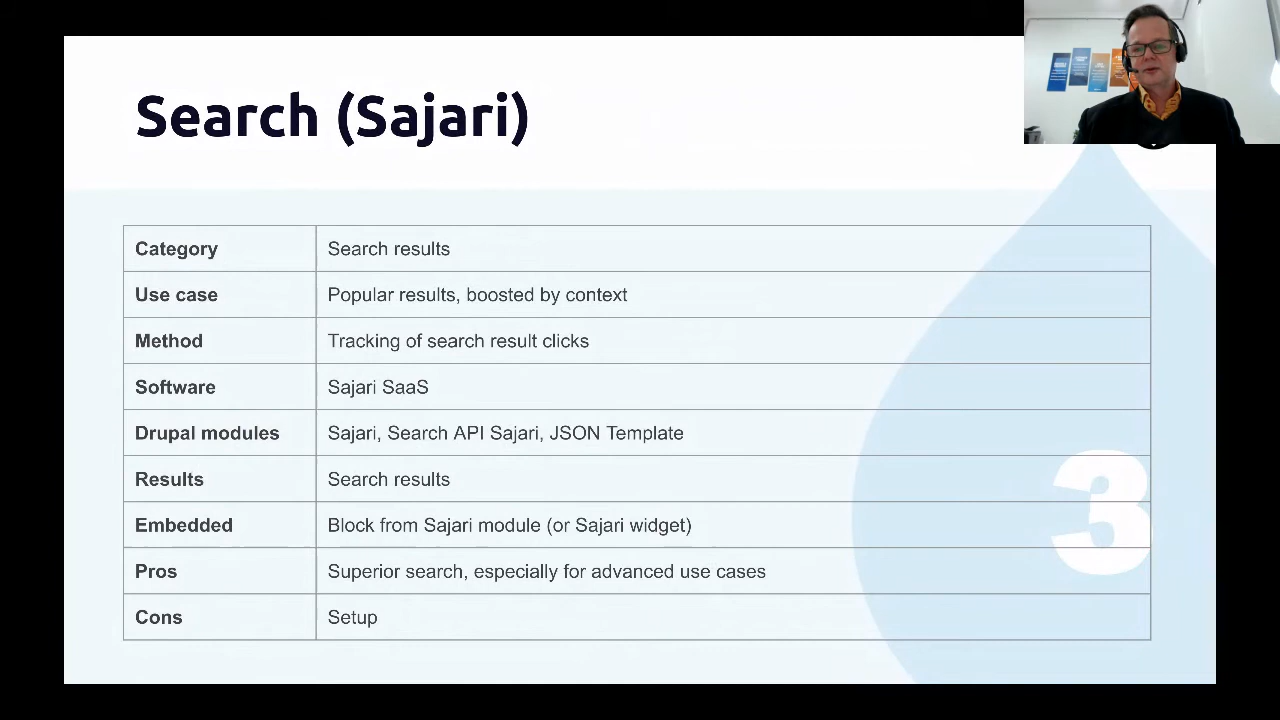 Search (Sajari)
Category Search results
Use case Popular results, boosted by context
Method Tracking of search result clicks
Software Sajari SaaS
Drupal modules Sajari, Search API Sajari, JSON Template
Results Search results
Embedded Block from Sajari module (or Sajari widget)
Pros Superior search, especially for advanced use cases
Cons Setup
3